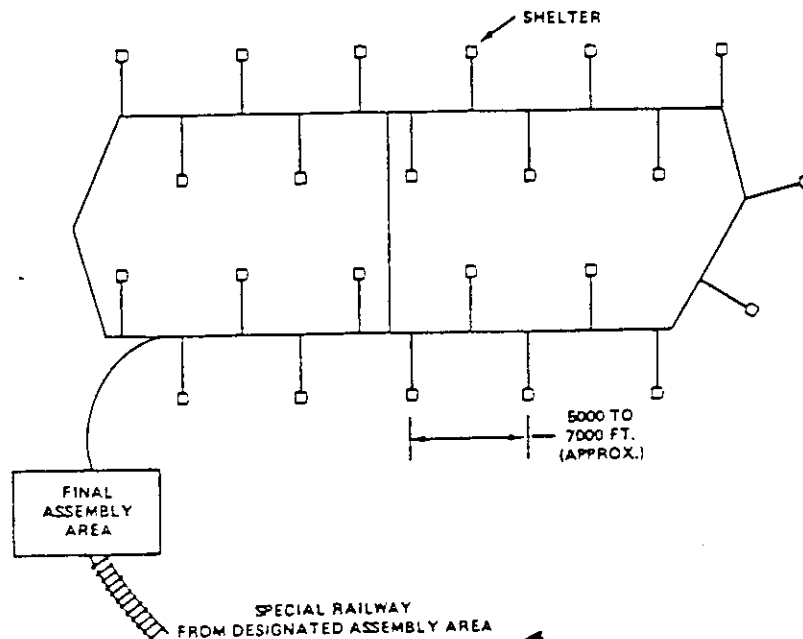 SHELTER
5000 TO
7000 FT.
(APPROX.)
FINAL
ASSEMBLY
AREA
SPECIAL RAILWAY
FROM DESIGNATED ASSEMBLY AREA